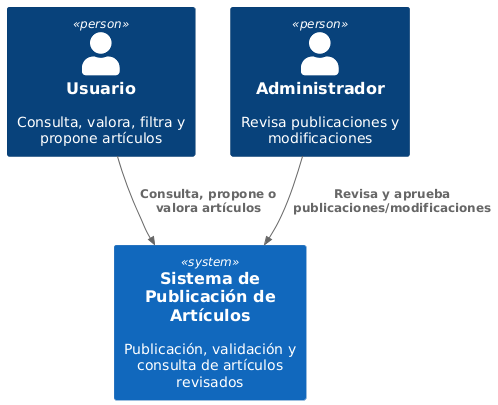 «person»
Usuario
Consulta, valora, filtra y
propone artículos
«person»
Administrador
Revisa publicaciones y
modificaciones
Consulta, propone o
valora artículos
Revisa y aprueba
publicaciones/modificaciones
«system»
Sistema de
Publicación de
Artículos
Publicación, validación y
consulta de artículos
revisados